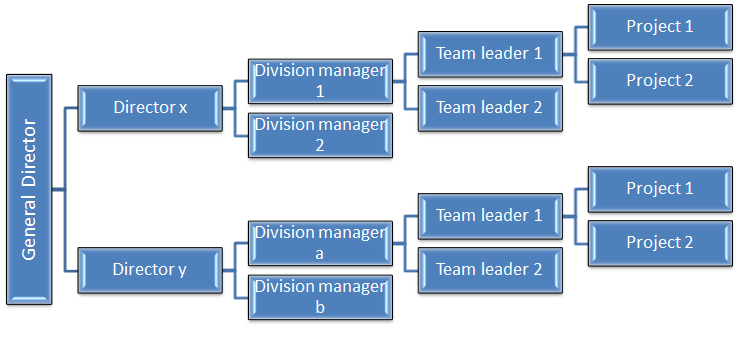 General Director
Director x
Division manager
1
Team leader 1
Project 1
Project 2
Team leader 2
Division manager
2
Director y
Division manager
a
Team leader 1
Project 1
Project 2
Team leader 2
Division manager
b